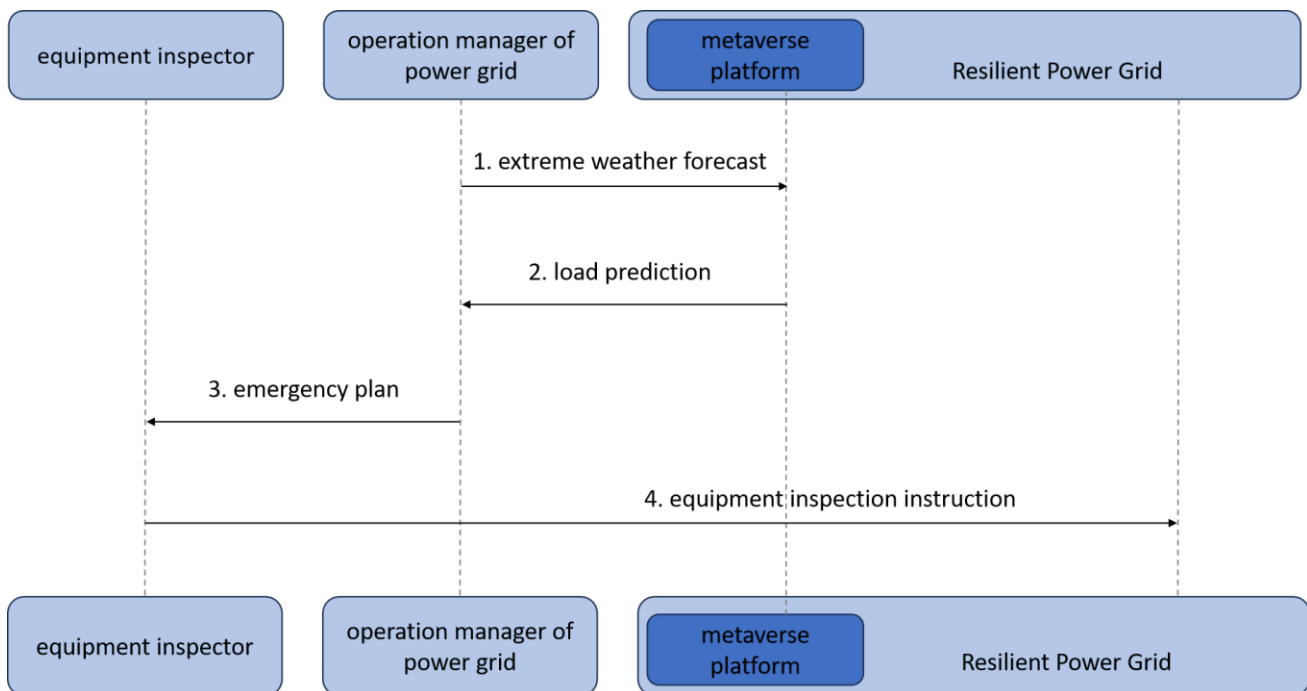 equipment inspector
operation manager of
power grid
metaverse
platform
Resilient Power Grid
1. extreme weather forecast
2. load prediction
3. emergency plan
4. equipment inspection instruction
equipment inspector
operation manager of
power grid
metaverse
platform
Resilient Power Grid